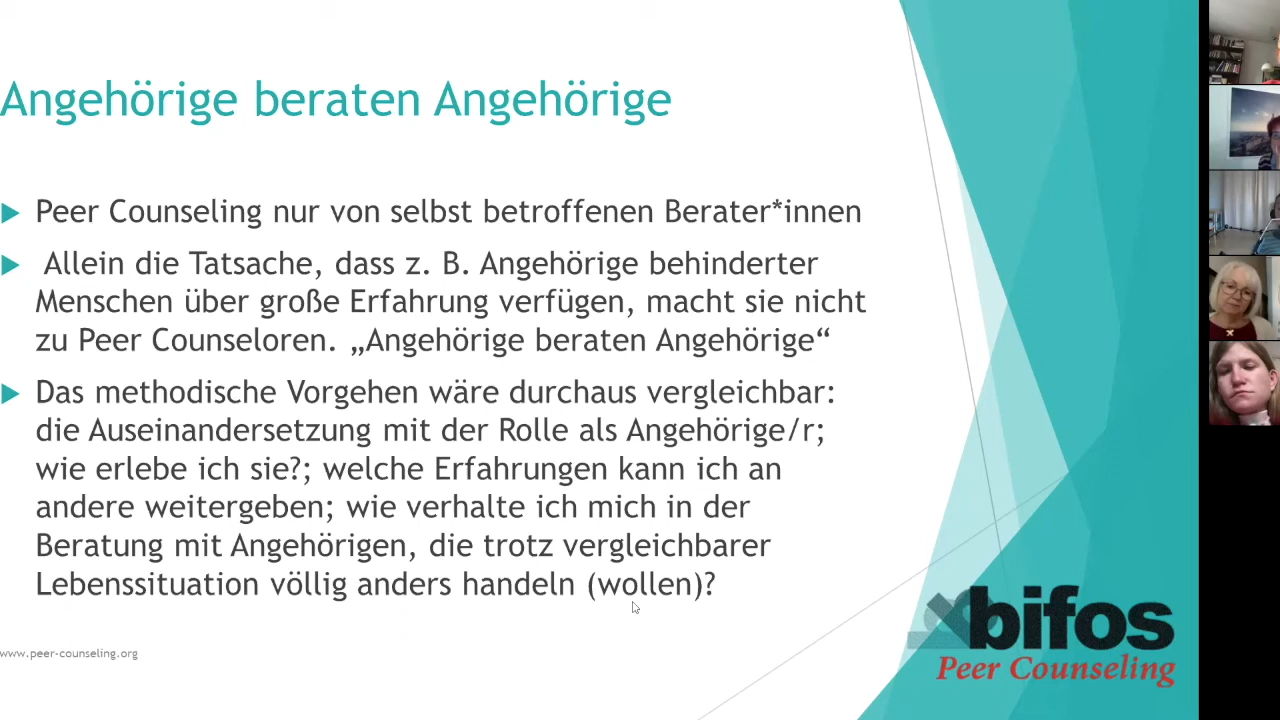 Angehörige beraten Angehörige
Peer Counseling nur von selbst betroffenen Berater*innen
Allein die Tatsache, dass z. B. Angehörige behinderter
Menschen über große Erfahrung verfügen, macht sie nicht
zu Peer Counseloren. „Angehörige beraten Angehörige“
Das methodische Vorgehen wäre durchaus vergleichbar:
die Auseinandersetzung mit der Rolle als Angehörige/r;
wie erlebe ich sie?; welche Erfahrungen kann ich an
andere weitergeben; wie verhalte ich mich in der
Beratung mit Angehörigen, die trotz vergleichbarer
Lebenssituation völlig anders handeln (wollen)?
www.peer-counseling.org
bifos
Peer Counseling